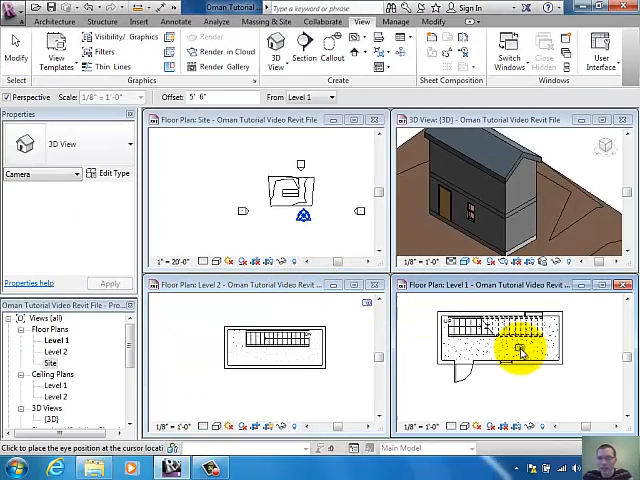 Oman Tutorial
Type a keyword or phrase
Sign In
Architecture Structure Systems Insert Annotate Analyze Massing & Site Collaborate View Manage Modify
Modify
View Templates
Visibility/ Graphics
Filters
Thin Lines
Render
Render in Cloud
Render Gallery
3D View
Section
Callout
Switch Windows
Close Hidden
User Interface
Select
Graphics
Create
Sheet Composition
Windows
Perspective
Scale: 1/8" = 1'-0"
Offset: 5' 6"
From Level 1
Properties
3D View
Camera
Edit Type
Properties help
Apply
Oman Tutorial Video Revit File - Pro...
Views (all)
Floor Plans
Level 1
Level 2
Site
Ceiling Plans
Level 1
Level 2
3D Views
{3D}
Floor Plan: Site - Oman Tutorial Video Revit File
1" = 20'-0"
3D View: {3D} - Oman Tutorial Video Revit File
1/8" = 1'-0"
Floor Plan: Level 2 - Oman Tutorial Video Revit ...
1/8" = 1'-0"
Floor Plan: Level 1 - Oman Tutorial Video Revit ...
1/8" = 1'-0"
Click to place the eye position at the cursor locati
:0
Main Model